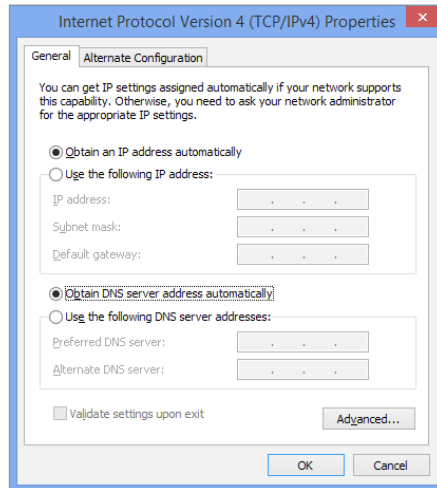 Internet Protocol Version 4 (TCP/IPv4) Properties
General
Alternate Configuration
You can get IP settings assigned automatically if your network supports
this capability. Otherwise, you need to ask your network administrator
for the appropriate IP settings.
Obtain an IP address automatically
Use the following IP address:
IP address:
Subnet mask:
Default gateway:
Obtain DNS server address automatically
Use the following DNS server addresses:
Preferred DNS server:
Alternate DNS server:
Validate settings upon exit
Advanced...
OK
Cancel